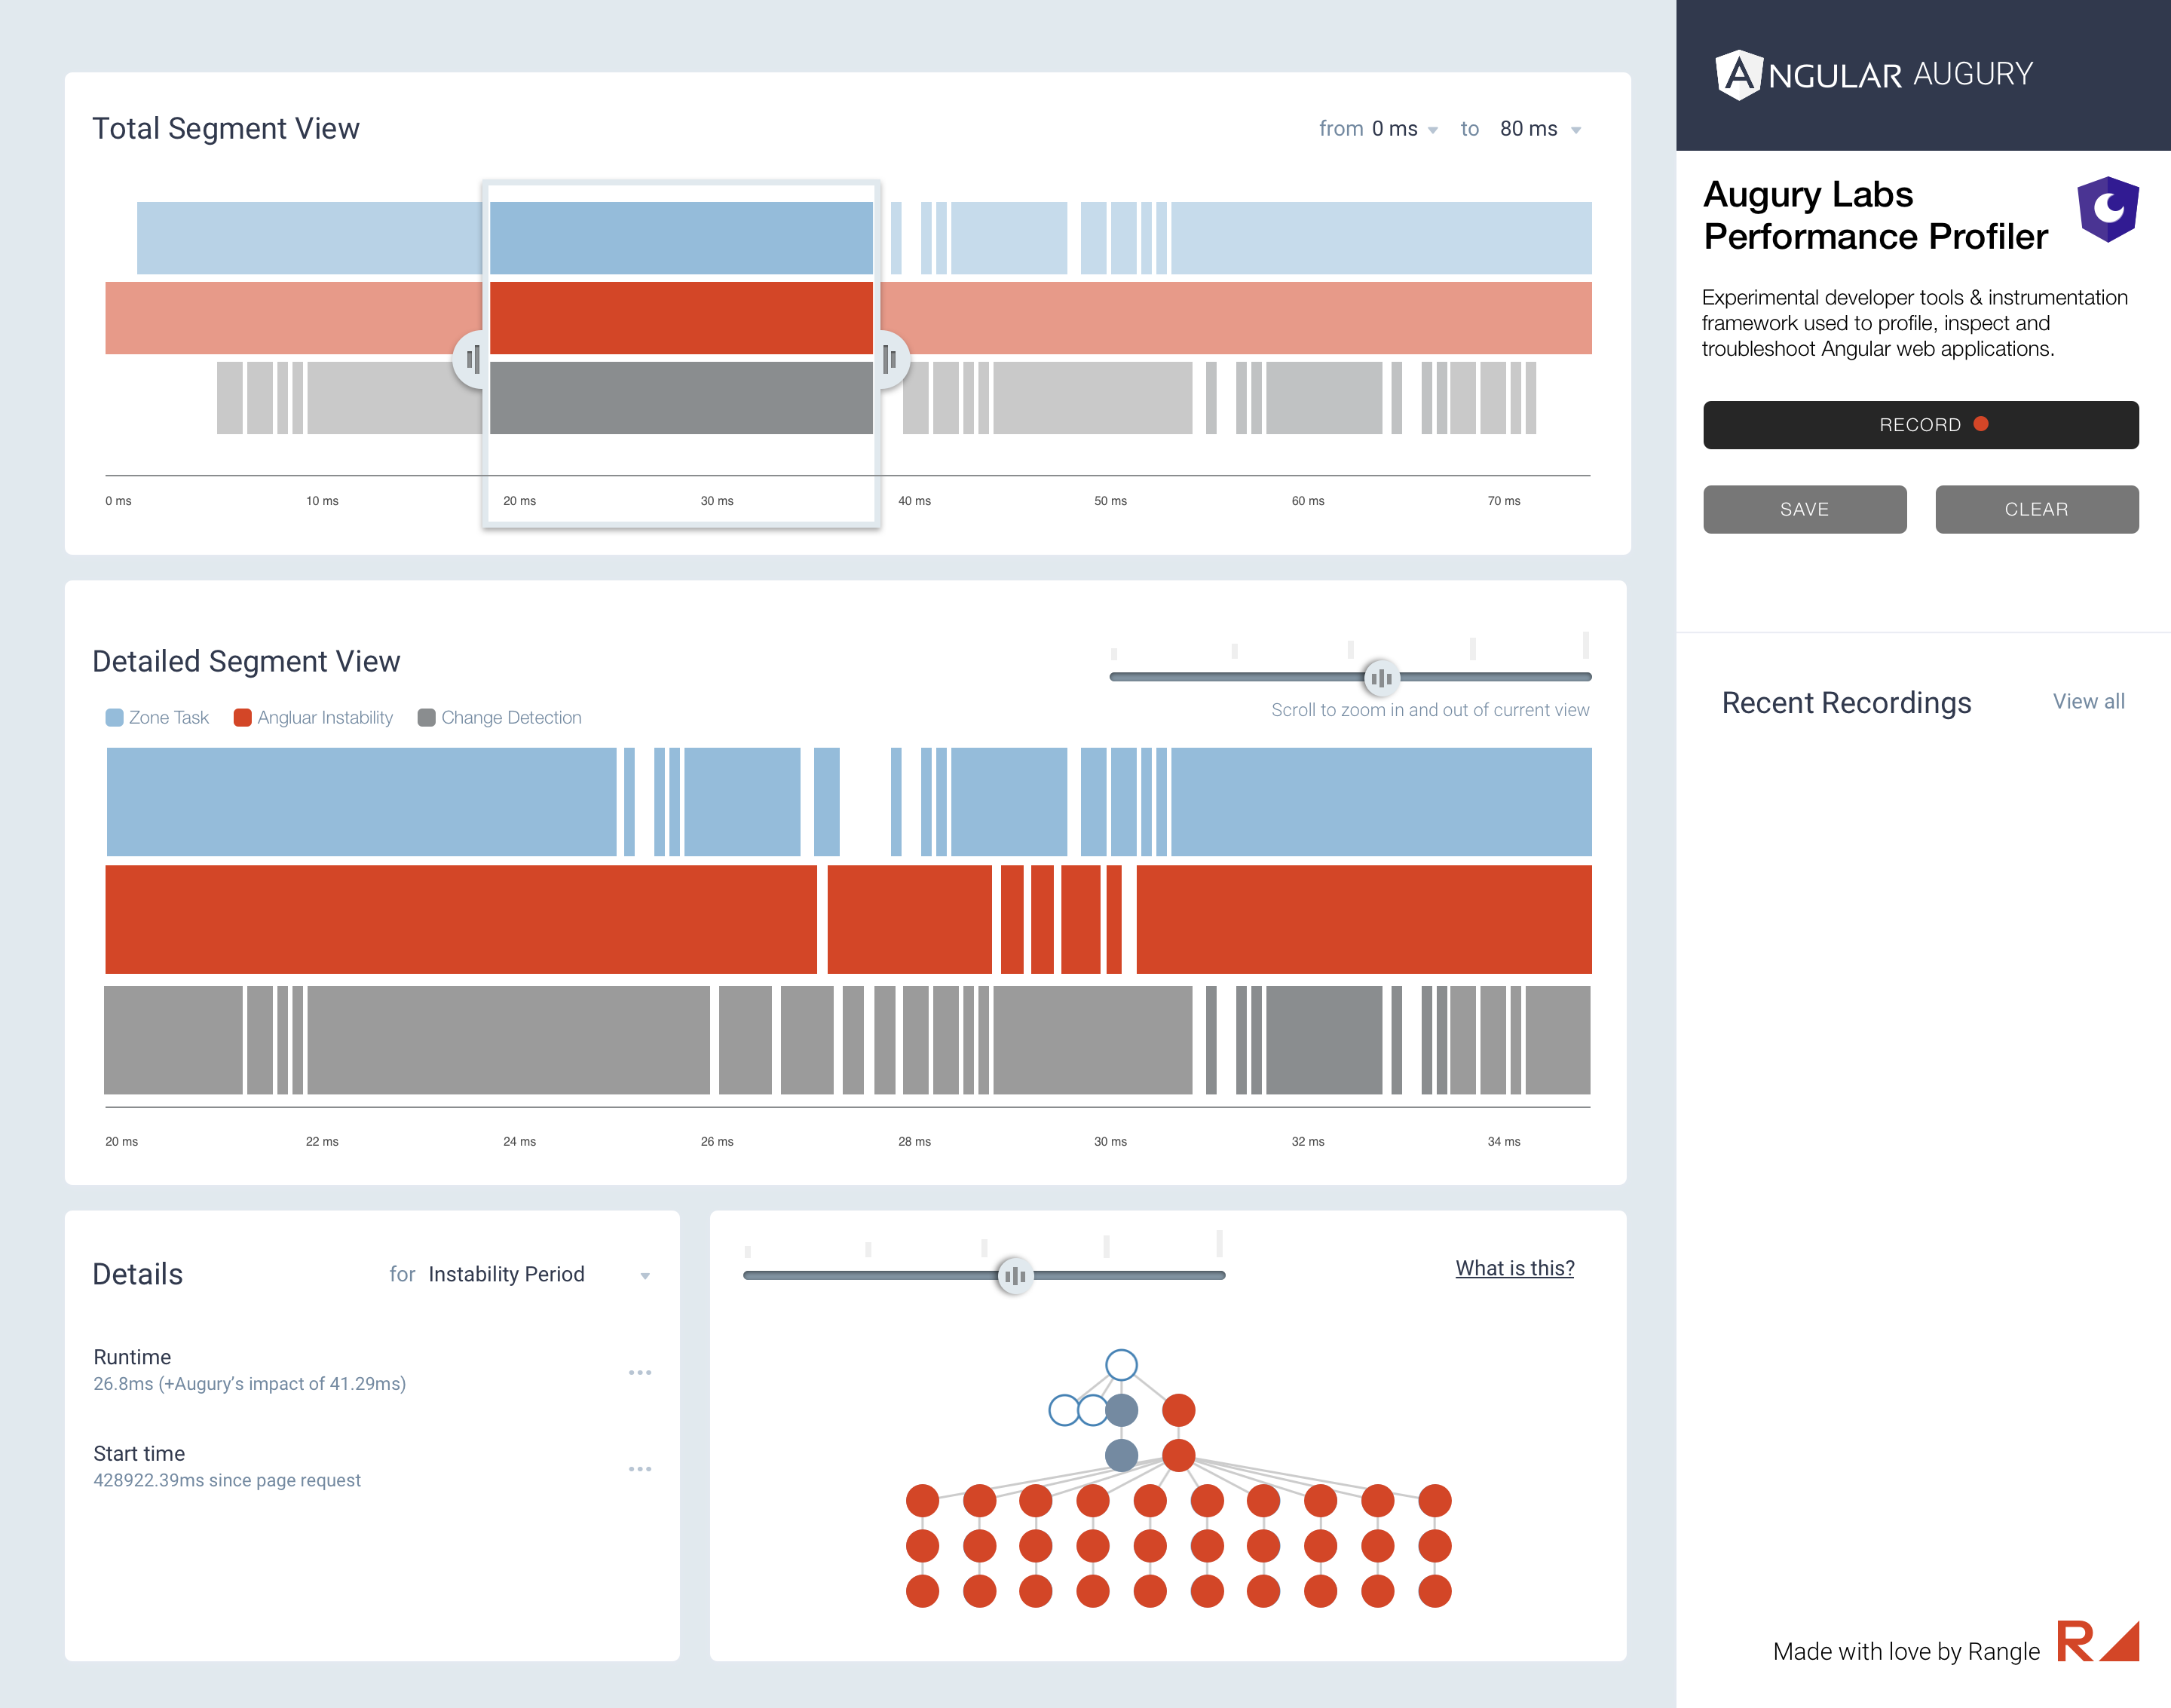 Total Segment View
from 0 ms to 80 ms
0 ms 10 ms 20 ms 30 ms 40 ms 50 ms 60 ms 70 ms
Detailed Segment View
Zone Task Angluar Instability Change Detection
Scroll to zoom in and out of current view
20 ms 22 ms 24 ms 26 ms 28 ms 30 ms 32 ms 34 ms
Details for Instability Period
Runtime
26.8ms (+Augury’s impact of 41.29ms)
Start time
428922.39ms since page request
What is this?
ANGULAR AUGURY
Augury Labs
Performance Profiler
Experimental developer tools & instrumentation
framework used to profile, inspect and
troubleshoot Angular web applications.
RECORD
SAVE CLEAR
Recent Recordings View all
Made with love by Rangle R